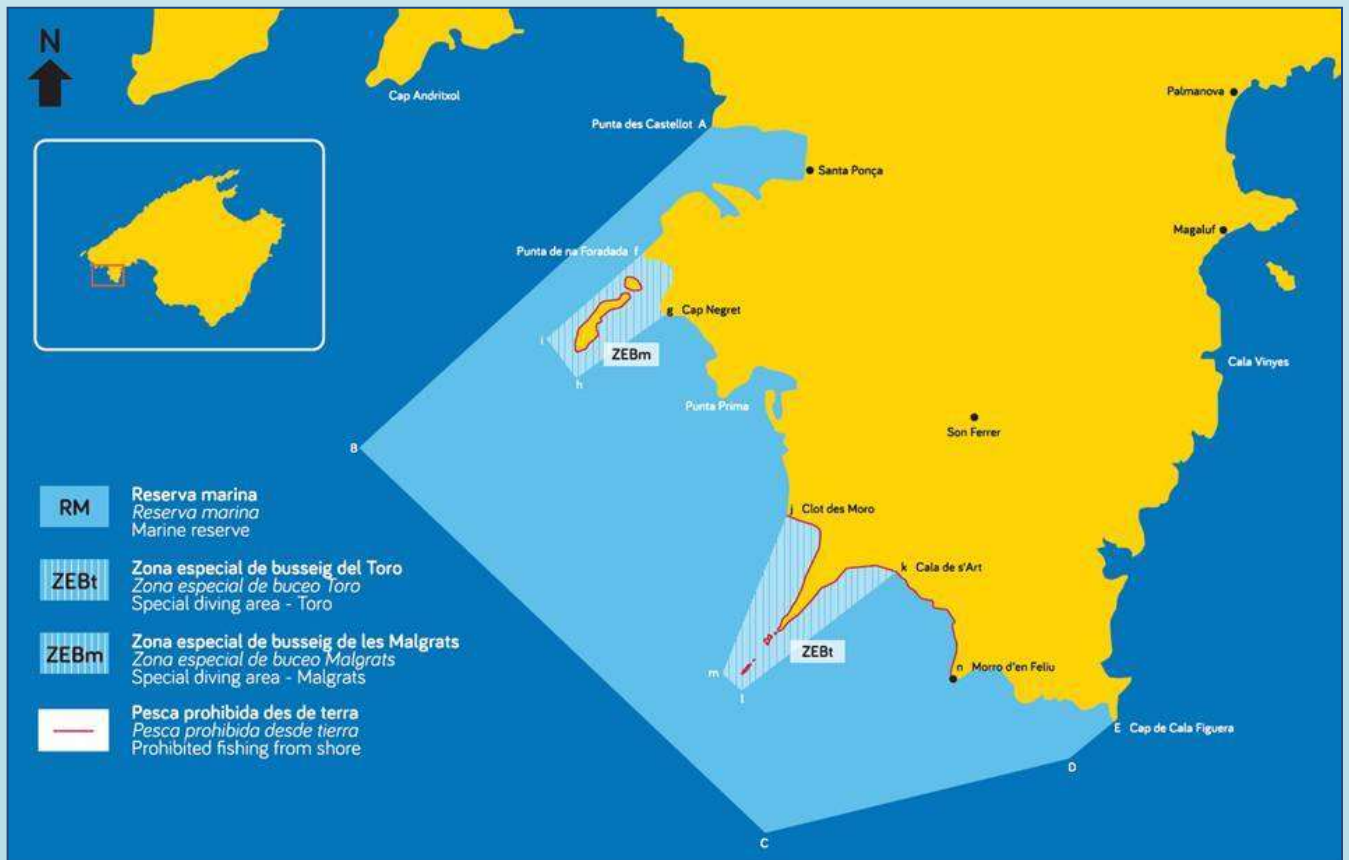 N
Cap Andritxol
Punta des Castellot A
Palmanova
Santa Ponça
Magaluf
Punta de na Foradada f
g Cap Negret
i
ZEBm
h
Cala Vinyes
Punta Prima
Son Ferrer
B
j Clot des Moro
k Cala de s'Art
ZEBt
m
l
n Morro d'en Feliu
E Cap de Cala Figuera
D
C
RM
Reserva marina
Reserva marina
Marine reserve
ZEBt
Zona especial de busseig del Toro
Zona especial de buceo Toro
Special diving area - Toro
ZEBm
Zona especial de busseig de les Malgrats
Zona especial de buceo Malgrats
Special diving area - Malgrats
Pesca prohibida des de terra
Pesca prohibida desde tierra
Prohibited fishing from shore